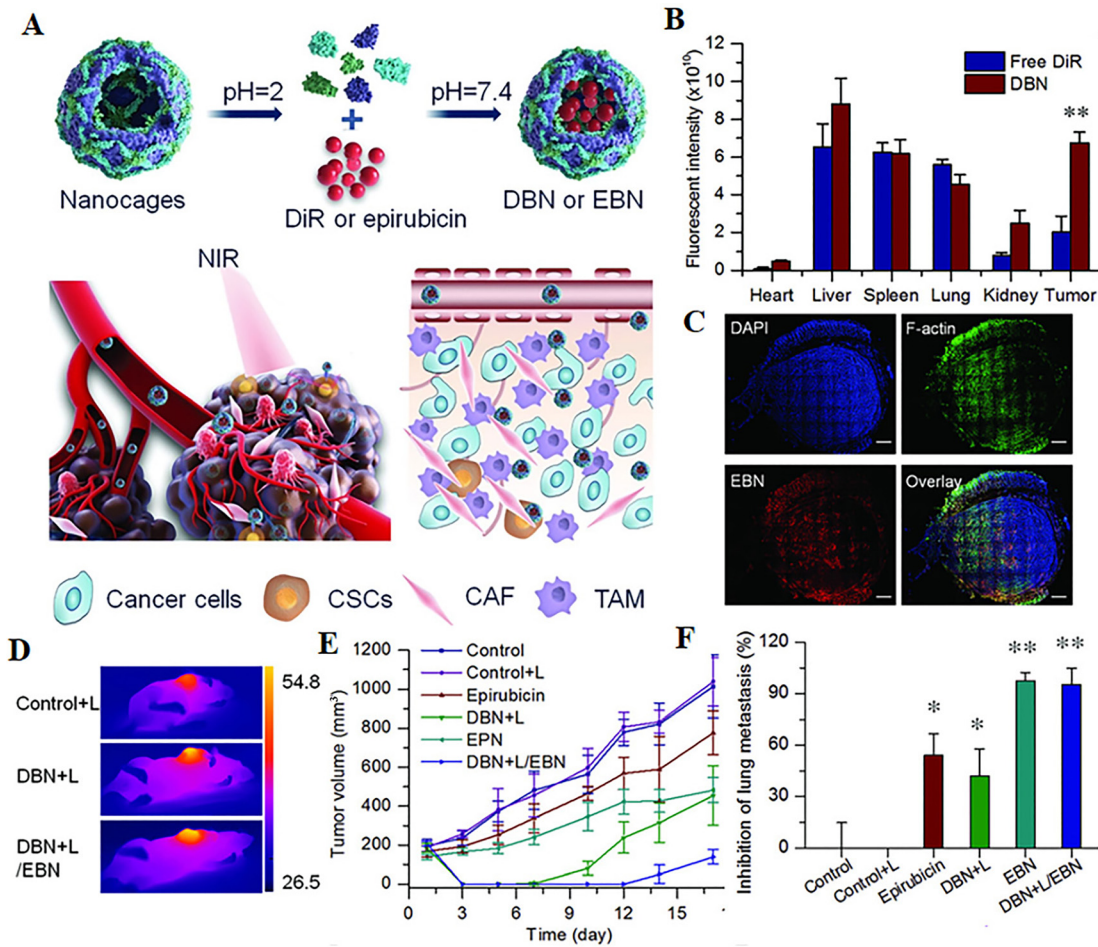 A
pH=2
pH=7.4
Nanocages
DiR or epirubicin
DBN or EBN
NIR
Cancer cells
CSCs
CAF
TAM
B
Fluorescent intensity (x10¹⁰)
12
10
8
6
4
2
0
Free DiR
DBN
**
Heart
Liver
Spleen
Lung
Kidney
Tumor
C
DAPI
F-actin
EBN
Overlay
D
Control+L
DBN+L
DBN+L
/EBN
54.8
26.5
E
Tumor volume (mm³)
1200
1000
800
600
400
200
0
Control
Control+L
Epirubicin
DBN+L
EPN
DBN+L/EBN
0 3 6 9 12 15
Time (day)
F
Inhibition of lung metastasis (%)
120
90
60
30
0
*
*
**
**
Control
Control+L
Epirubicin
DBN+L
EBN
DBN+L/EBN